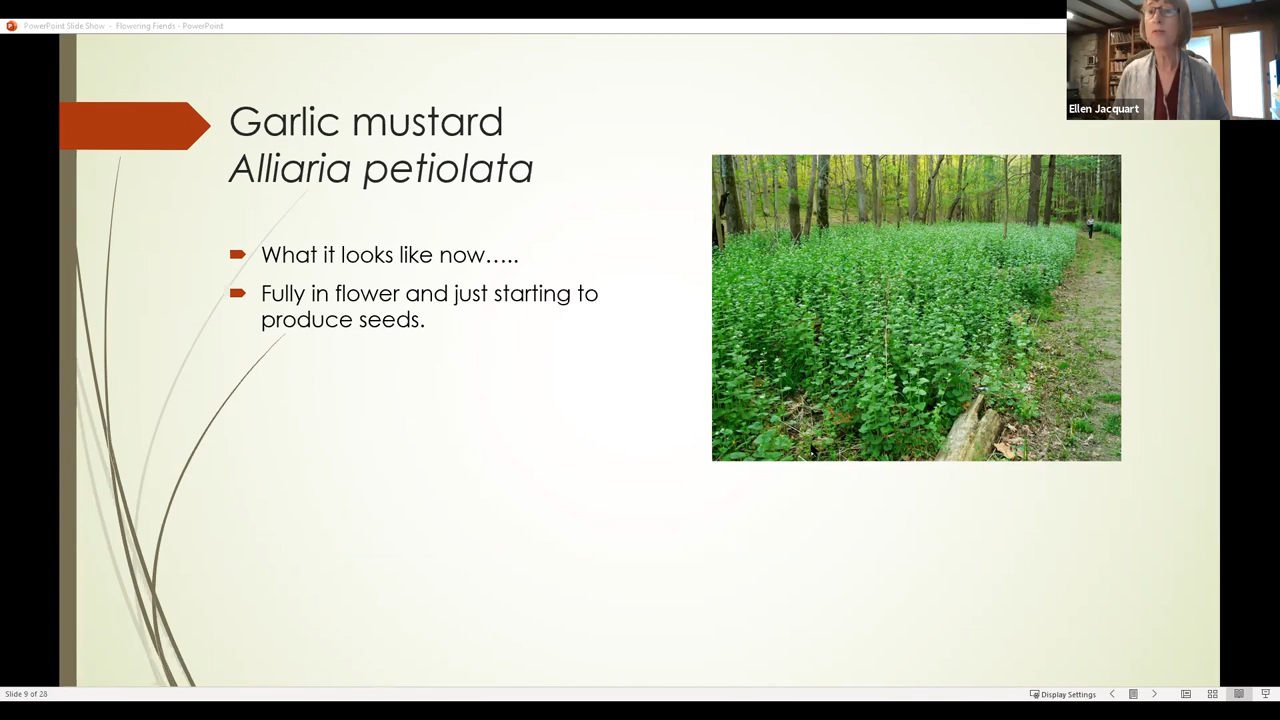 PowerPoint Slide Show - Flowering Fiends - PowerPoint
Ellen Jacquart
Garlic mustard
Alliaria petiolata
What it looks like now…..
Fully in flower and just starting to
produce seeds.
Slide 9 of 28
Display Settings